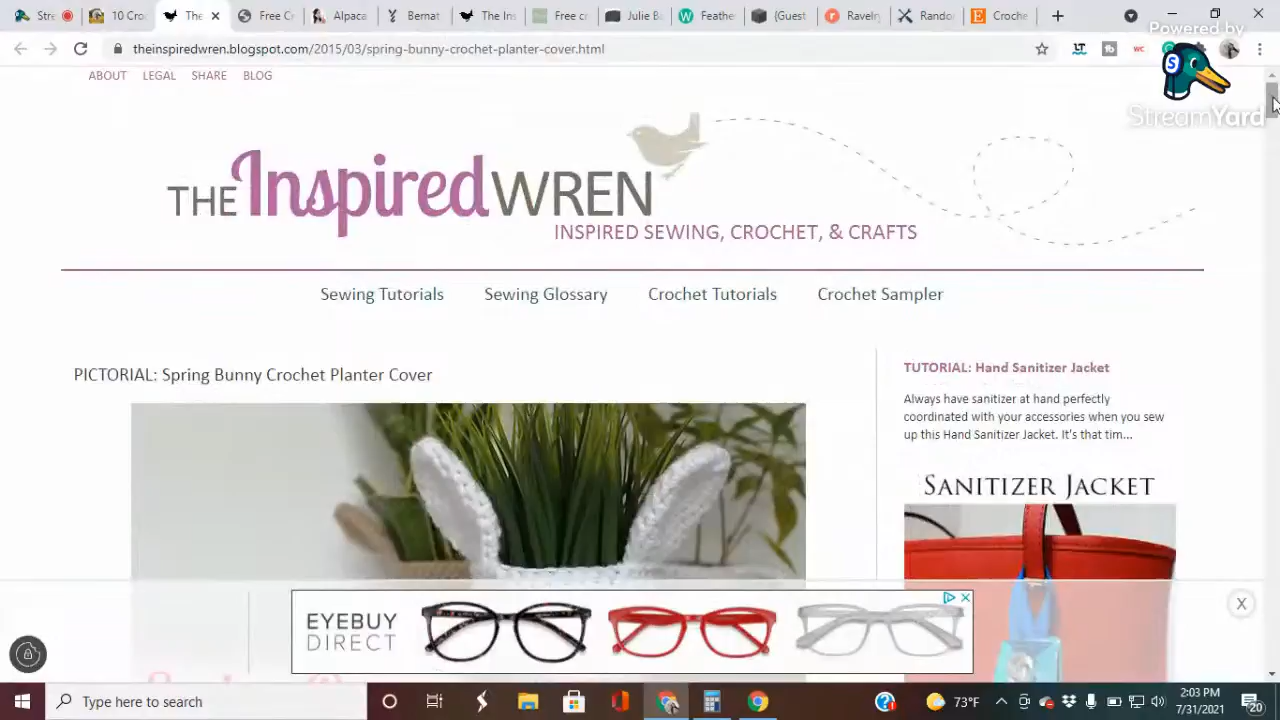 Stre
10 Croc
The
Free C
Alpaca
Bernat
The Ins
Free c
Julie B
Feathe
{Guest
Ravelry
Rando
Croche
theinspiredwren.blogspot.com/2015/03/spring-bunny-crochet-planter-cover.html
Powered by
StreamYard
ABOUT LEGAL SHARE BLOG
THE Inspired WREN
INSPIRED SEWING, CROCHET, & CRAFTS
Sewing Tutorials Sewing Glossary Crochet Tutorials Crochet Sampler
PICTORIAL: Spring Bunny Crochet Planter Cover
TUTORIAL: Hand Sanitizer Jacket
Always have sanitizer at hand perfectly
coordinated with your accessories when you sew
up this Hand Sanitizer Jacket. It's that tim...
SANITIZER JACKET
EYEBUY
DIRECT
X
Type here to search
73°F
2:03 PM
7/31/2021
20